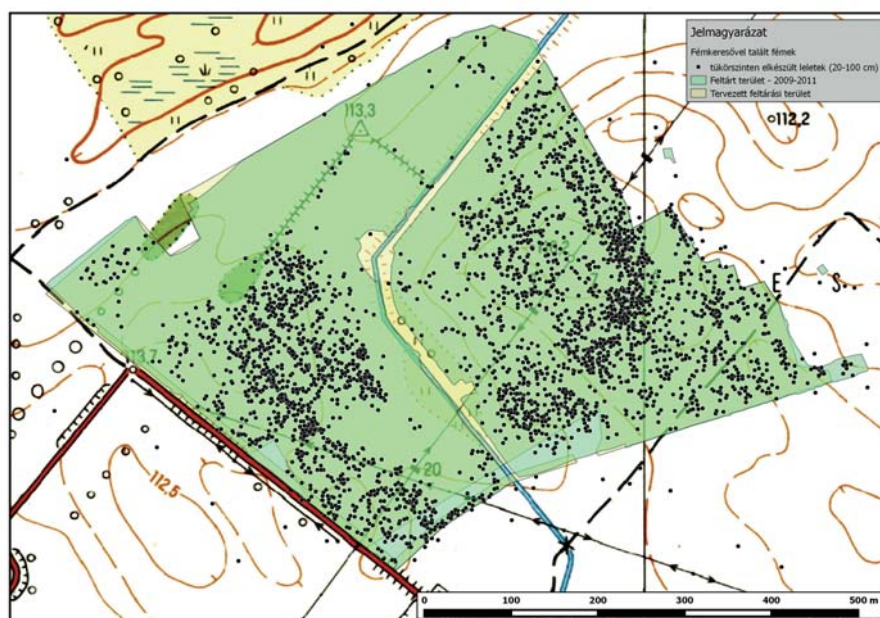 Jelmagyarázat
Fémkeresővel talált fémek
tükörszinten elkészült leletek (20-100 cm)
Feltárt terület - 2009-2011
Tervezett feltárási terület
113,3
112,2
E S.
113,7
20
112,5
0 100 200 300 400 500 m